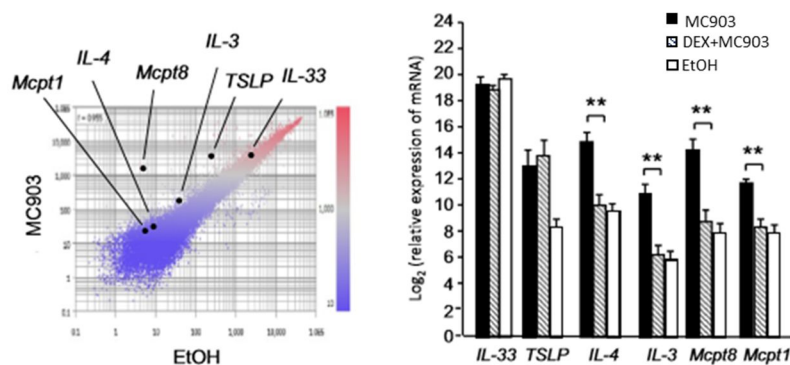 IL-3
IL-4
Mcpt1
Mcpt8
TSLP
IL-33
MC903
10,000
1,000
100
10
1
0.1
0.1
1
10
100
1,000
10,000
EtOH
1,000
10
MC903
DEX+MC903
EtOH
Log2 (relative expression of mRNA)
24
22
20
18
16
14
12
10
8
6
4
2
0
**
**
**
**
IL-33 TSLP IL-4 IL-3 Mcpt8 Mcpt1